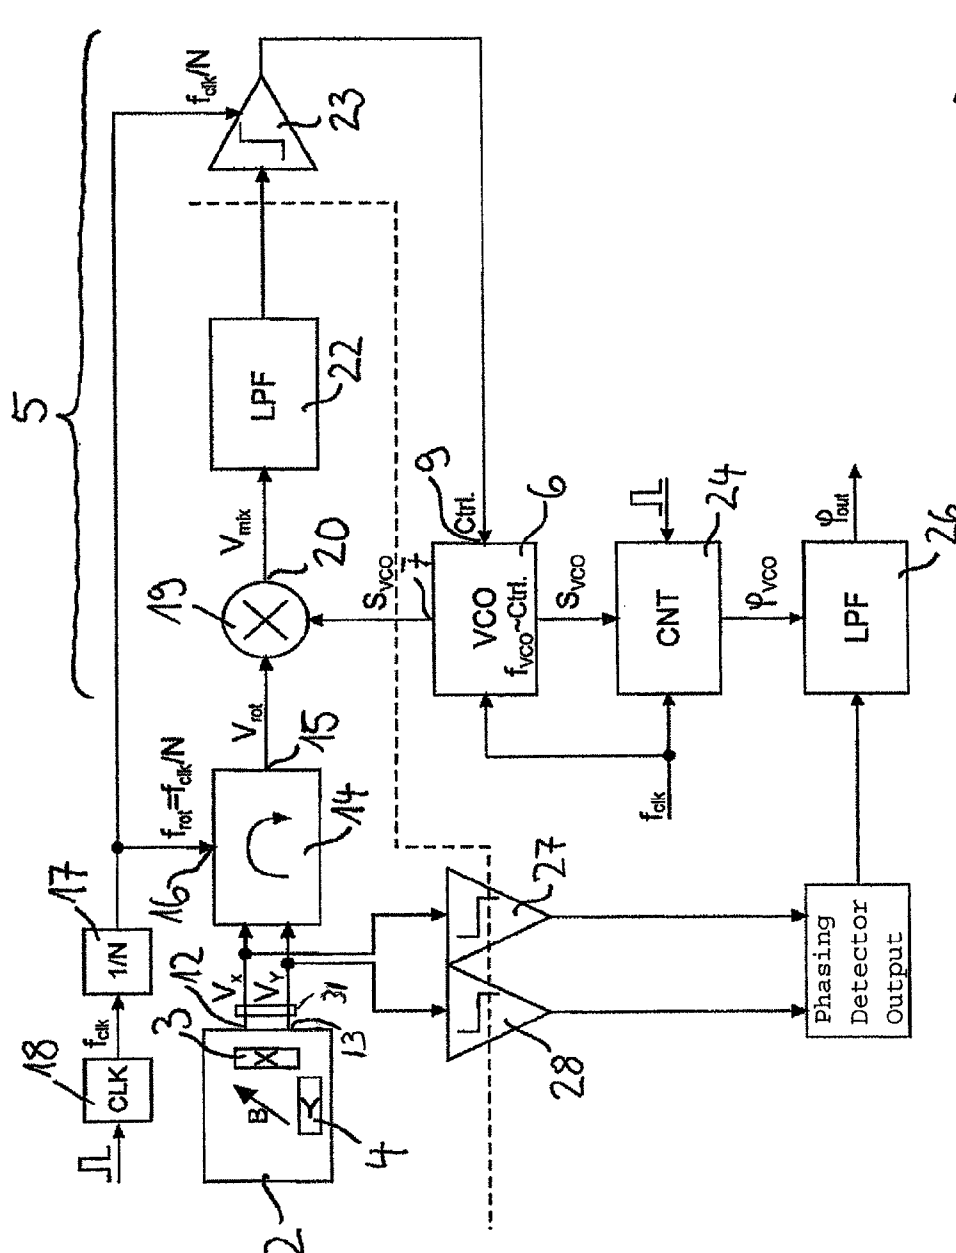 5
f_clk/N
23
LPF
22
V_mix
20
19
S_VCO
7
9
Ctrl.
VCO
f_VCO~Ctrl.
6
S_VCO
CNT
24
φ_VCO
LPF
26
φ_out
f_clk
V_rot
15
f_rot=f_clk/N
14
16
17
1/N
f_clk
18
CLK
12
V_X
V_Y
31
13
3
X
B
Y
4
2
27
28
Phasing
Detector
Output